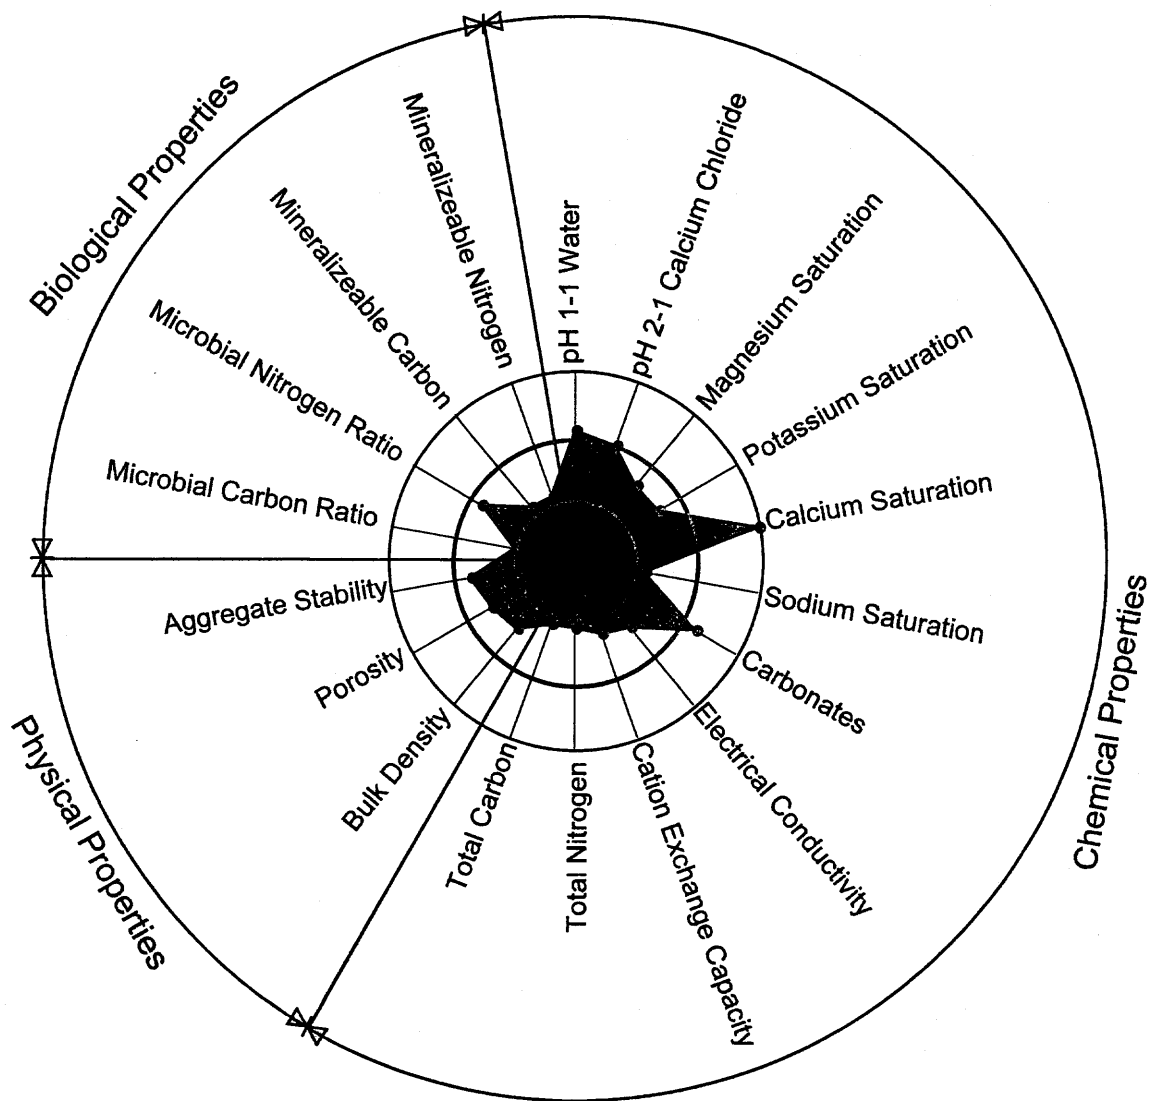 Biological Properties
Mineralizeable Nitrogen
Mineralizeable Carbon
Microbial Nitrogen Ratio
Microbial Carbon Ratio
pH 1-1 Water
pH 2-1 Calcium Chloride
Magnesium Saturation
Potassium Saturation
Calcium Saturation
Sodium Saturation
Carbonates
Electrical Conductivity
Cation Exchange Capacity
Total Nitrogen
Total Carbon
Chemical Properties
Aggregate Stability
Porosity
Bulk Density
Physical Properties